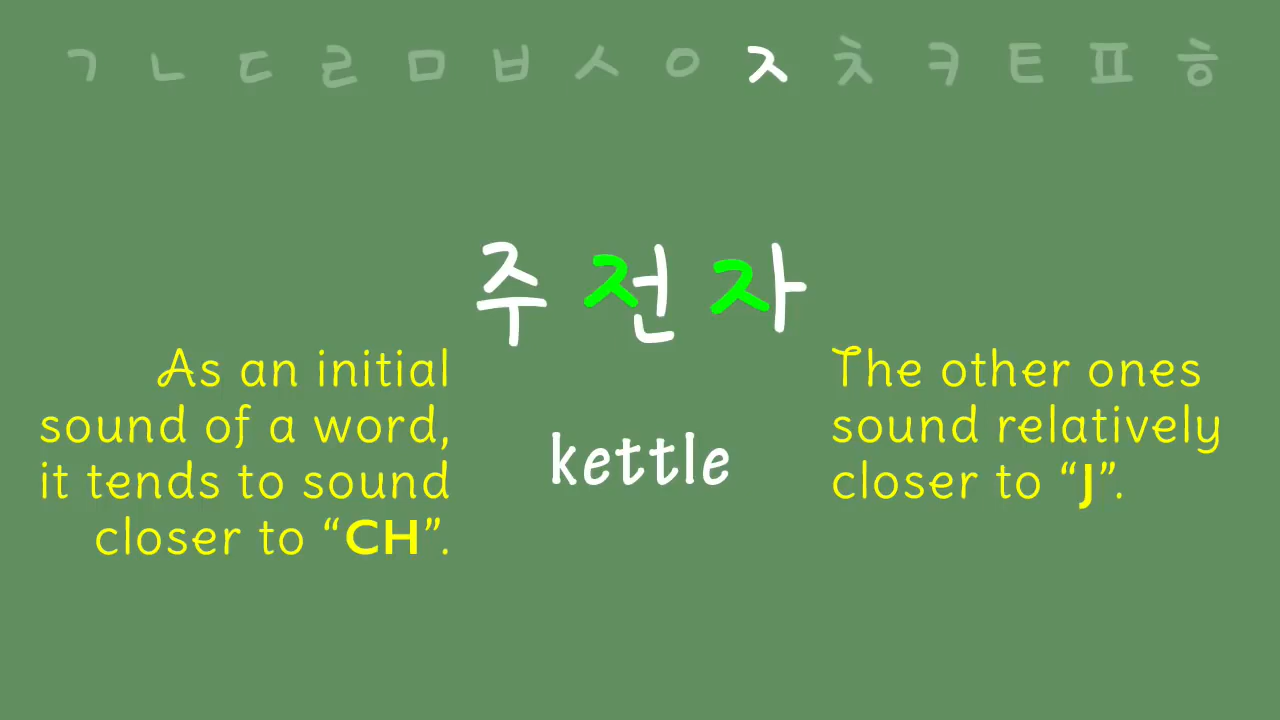 ㄱ ㄴ ㄷ ㄹ ㅁ ㅂ ㅅ ㅇ ㅈ ㅊ ㅋ ㅌ ㅍ ㅎ
주전자
As an initial
sound of a word,
it tends to sound
closer to “CH”.
kettle
The other ones
sound relatively
closer to “J”.